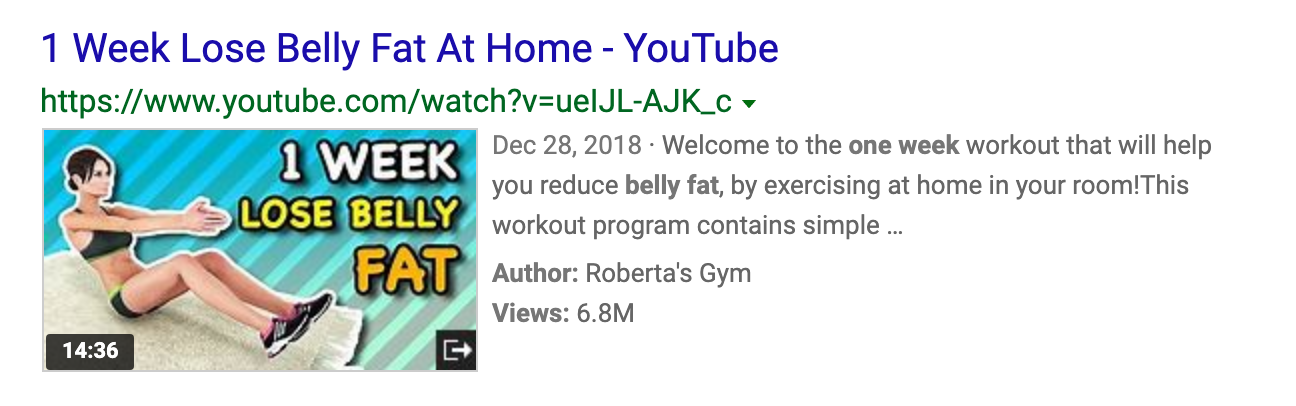 1 Week Lose Belly Fat At Home - YouTube
https://www.youtube.com/watch?v=ueIJL-AJK_c
1 WEEK
LOSE BELLY
FAT
14:36
Dec 28, 2018 · Welcome to the one week workout that will help
you reduce belly fat, by exercising at home in your room!This
workout program contains simple ...
Author: Roberta's Gym
Views: 6.8M